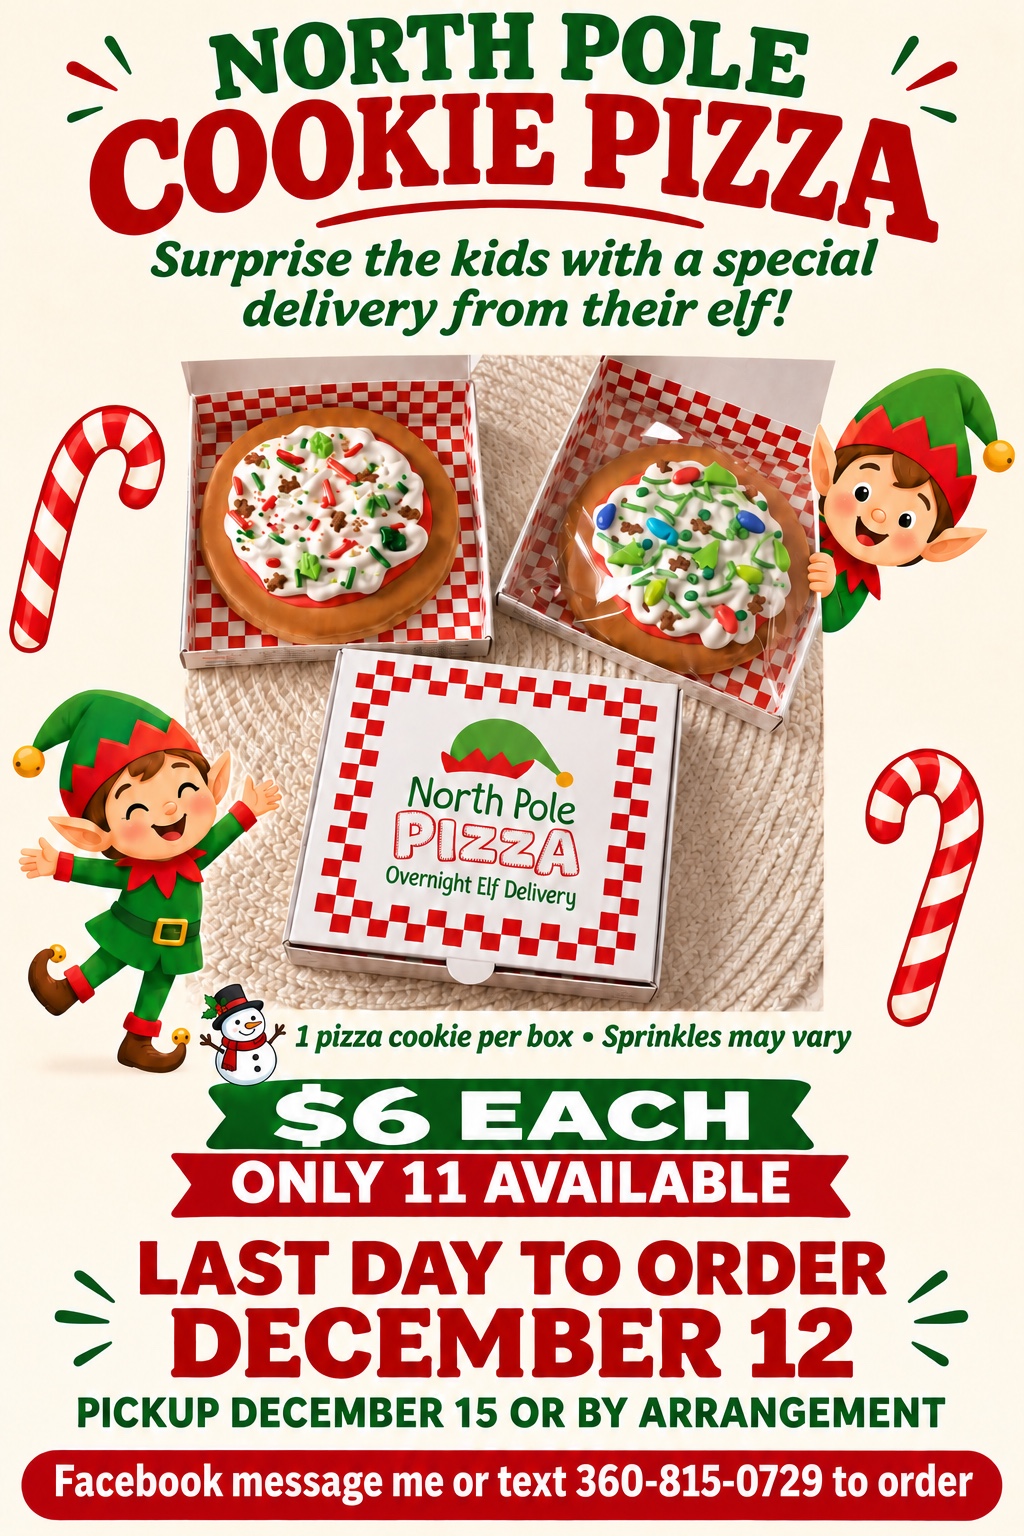 NORTH POLE
COOKIE PIZZA
Surprise the kids with a special
delivery from their elf!
North Pole
PIZZA
Overnight Elf Delivery
1 pizza cookie per box • Sprinkles may vary
$6 EACH
ONLY 11 AVAILABLE
LAST DAY TO ORDER
DECEMBER 12
PICKUP DECEMBER 15 OR BY ARRANGEMENT
Facebook message me or text 360-815-0729 to order